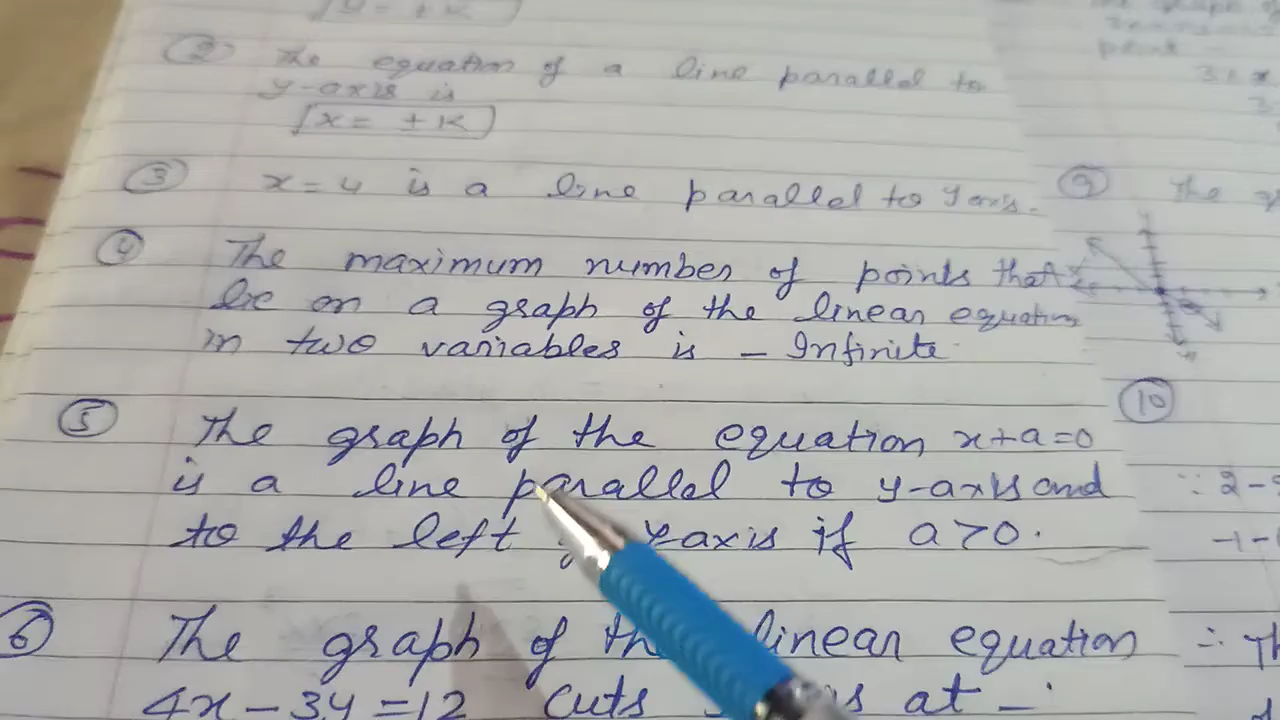 ② The equation of a line parallel to
y-axis is
x = ± K
③ x = 4 is a line parallel to y axis.
④ The maximum number of points that
lie on a graph of the linear equation
in two variables is - Infinite.
⑤ The graph of the equation x+a=0
is a line parallel to y-axis and
to the left axis if a>0.
⑥ The graph of linear equation
4x - 3y = 12 cuts at -
⑨ The
⑩
∵ 2 -
-1 -
∴ Th